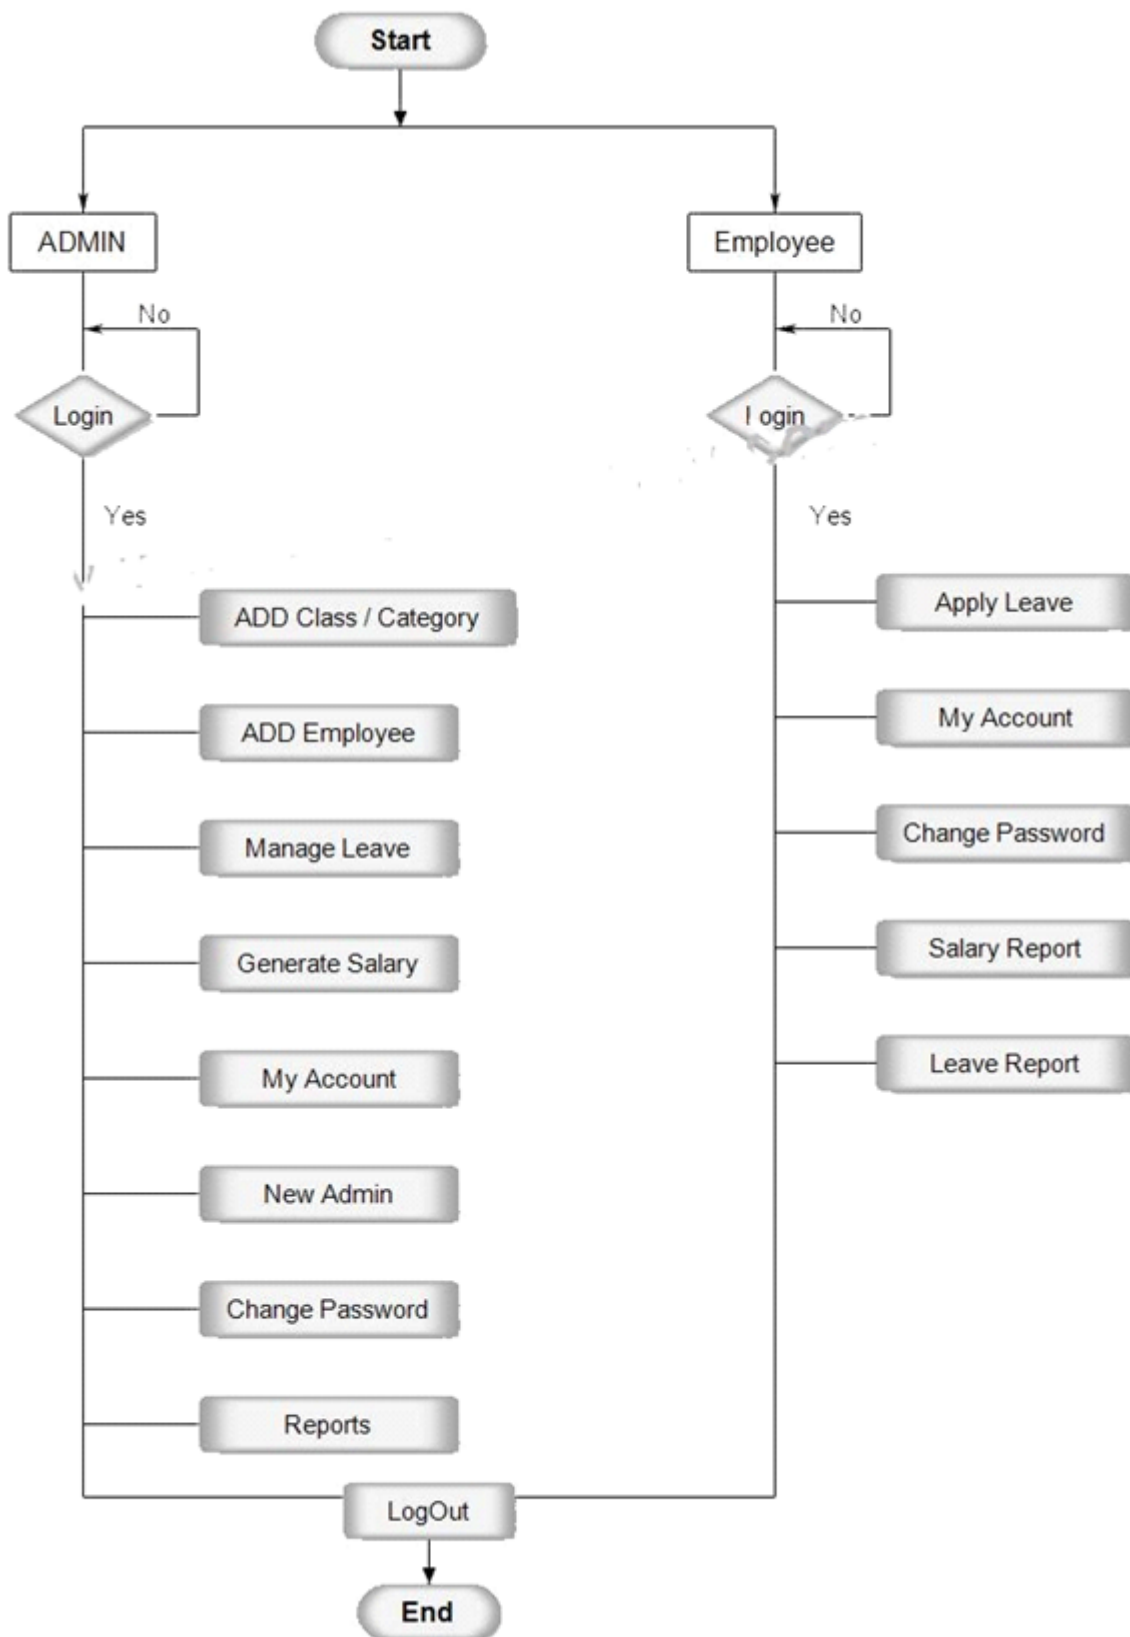 Start
ADMIN
Employee
No
No
Login
Login
Yes
Yes
ADD Class / Category
Apply Leave
ADD Employee
My Account
Manage Leave
Change Password
Generate Salary
Salary Report
My Account
Leave Report
New Admin
Change Password
Reports
LogOut
End